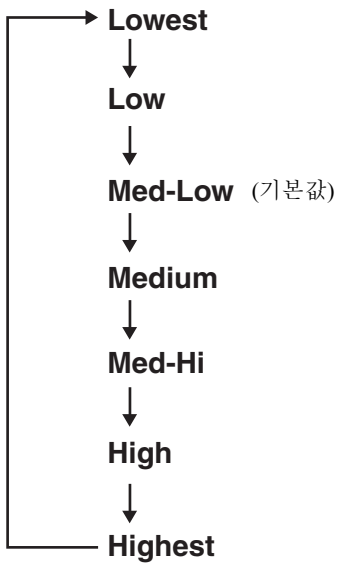 Lowest
Low
Med-Low (기본값)
Medium
Med-Hi
High
Highest